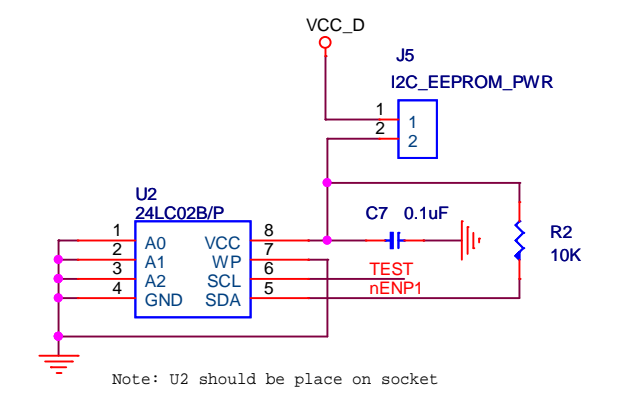 VCC_D
J5
I2C_EEPROM_PWR
1
2
1
2
U2
24LC02B/P
1
2
3
4
A0
A1
A2
GND
VCC
WP
SCL
SDA
8
7
6
5
C7 0.1uF
TEST
nENP1
R2
10K
Note: U2 should be place on socket